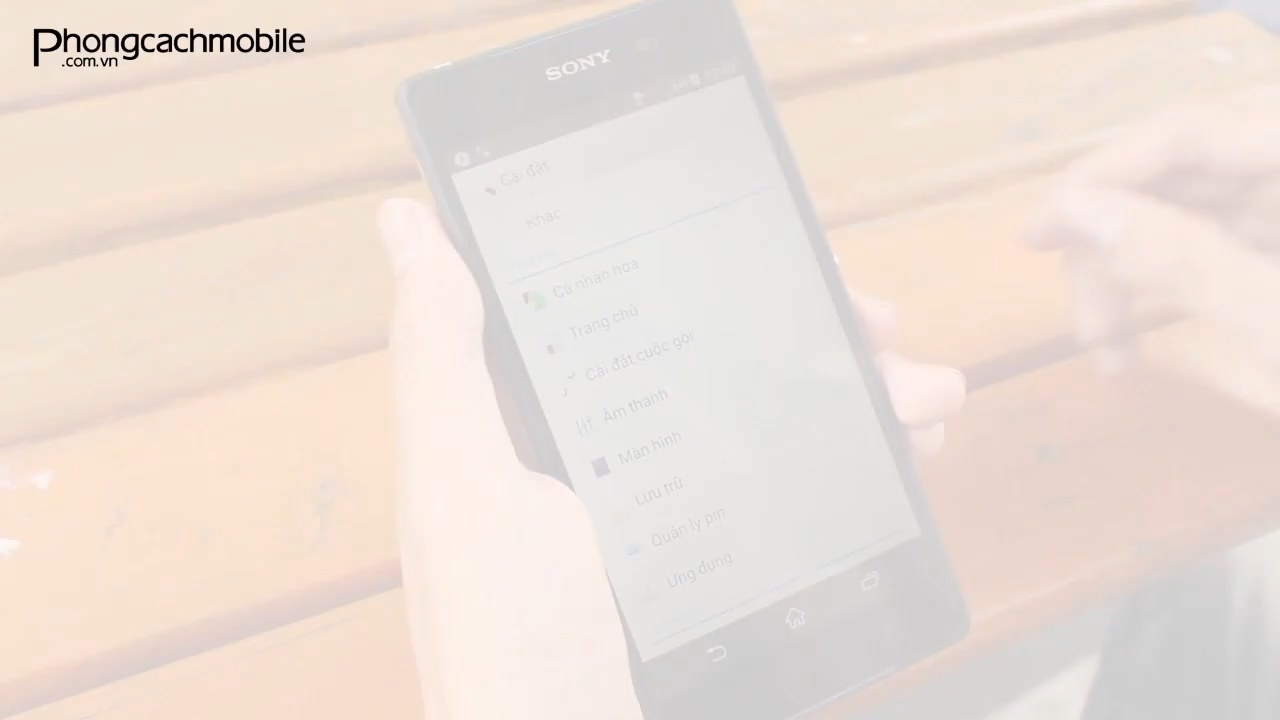 Phongcachmobile
.com.vn
SONY
Cài đặt
Khác...
Cá nhân hóa
Trang chủ
Cài đặt cuộc gọi
Âm thanh
Màn hình
Lưu trữ
Quản lý pin
Ứng dụng